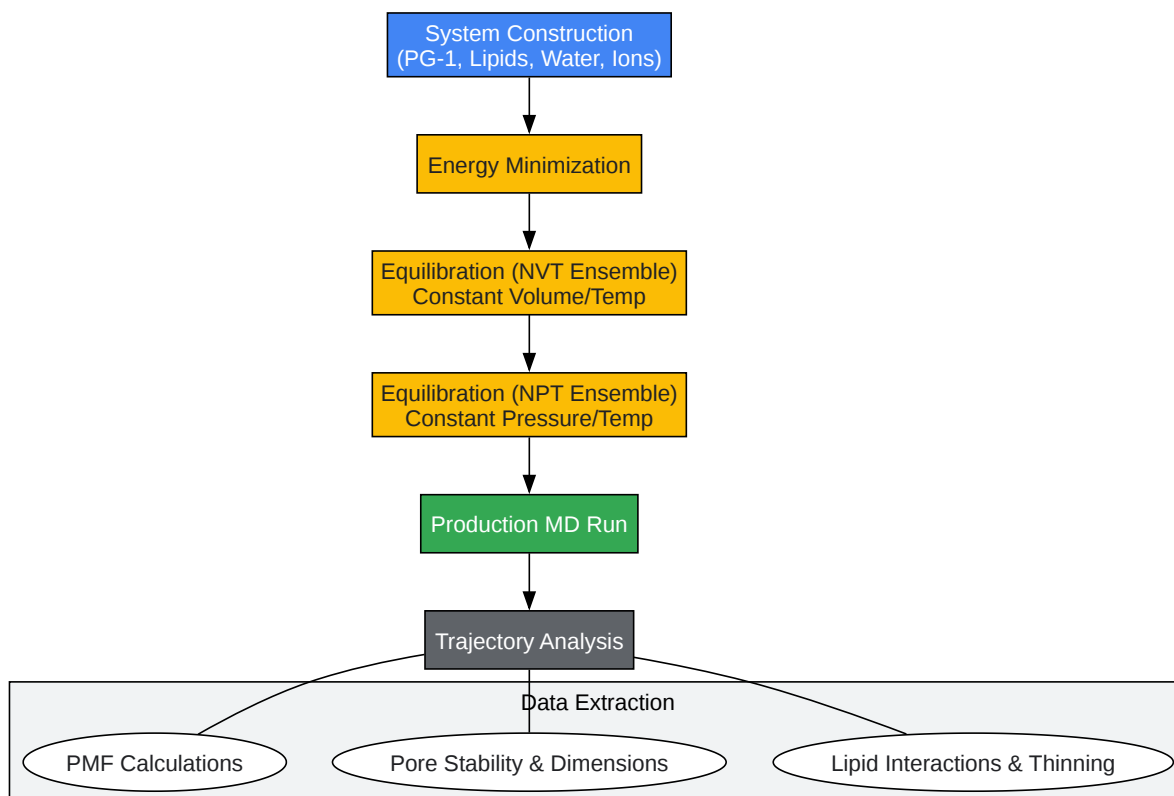 System Construction
(PG-1, Lipids, Water, Ions)
Energy Minimization
Equilibration (NVT Ensemble)
Constant Volume/Temp
Equilibration (NPT Ensemble)
Constant Pressure/Temp
Production MD Run
Trajectory Analysis
Data Extraction
PMF Calculations
Pore Stability & Dimensions
Lipid Interactions & Thinning